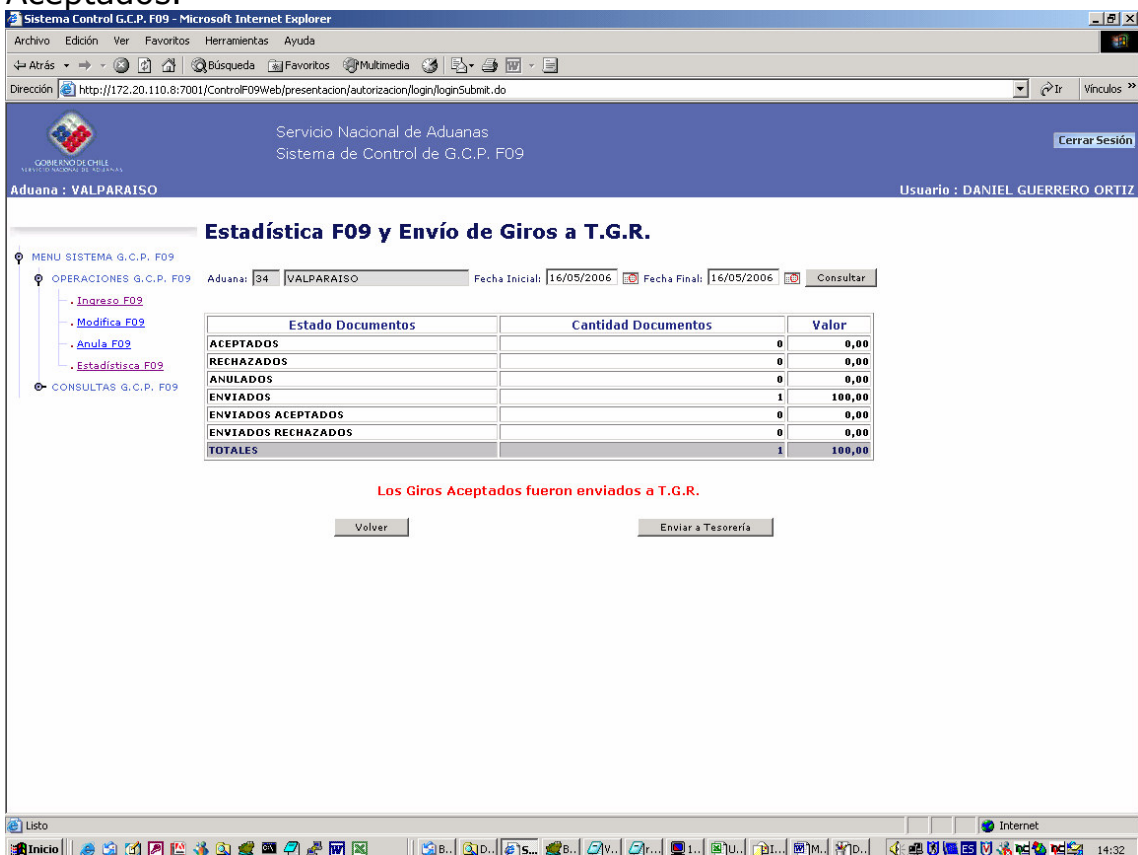 Aceptados.
Sistema Control G.C.P. F09 - Microsoft Internet Explorer
Archivo Edición Ver Favoritos Herramientas Ayuda
Atrás Búsqueda Favoritos Multimedia
Dirección http://172.20.110.8:7001/ControlF09Web/presentacion/autorizacion/login/loginSubmit.do Ir Vínculos »
Servicio Nacional de Aduanas
Sistema de Control de G.C.P. F09
Cerrar Sesión
GOBIERNO DE CHILE
SERVICIO NACIONAL DE ADUANAS
Aduana : VALPARAISO Usuario : DANIEL GUERRERO ORTIZ
Estadística F09 y Envío de Giros a T.G.R.
MENU SISTEMA G.C.P. F09
OPERACIONES G.C.P. F09
. Ingreso F09
. Modifica F09
. Anula F09
. Estadístisca F09
CONSULTAS G.C.P. F09
Aduana: 34 VALPARAISO Fecha Inicial: 16/05/2006 Fecha Final: 16/05/2006 Consultar
Estado Documentos Cantidad Documentos Valor
ACEPTADOS 0 0,00
RECHAZADOS 0 0,00
ANULADOS 0 0,00
ENVIADOS 1 100,00
ENVIADOS ACEPTADOS 0 0,00
ENVIADOS RECHAZADOS 0 0,00
TOTALES 1 100,00
Los Giros Aceptados fueron enviados a T.G.R.
Volver Enviar a Tesorería
Listo Internet
Inicio B.. D.. S... B.. V.. r... 1... U.. I... M.. D.. ES 14:32